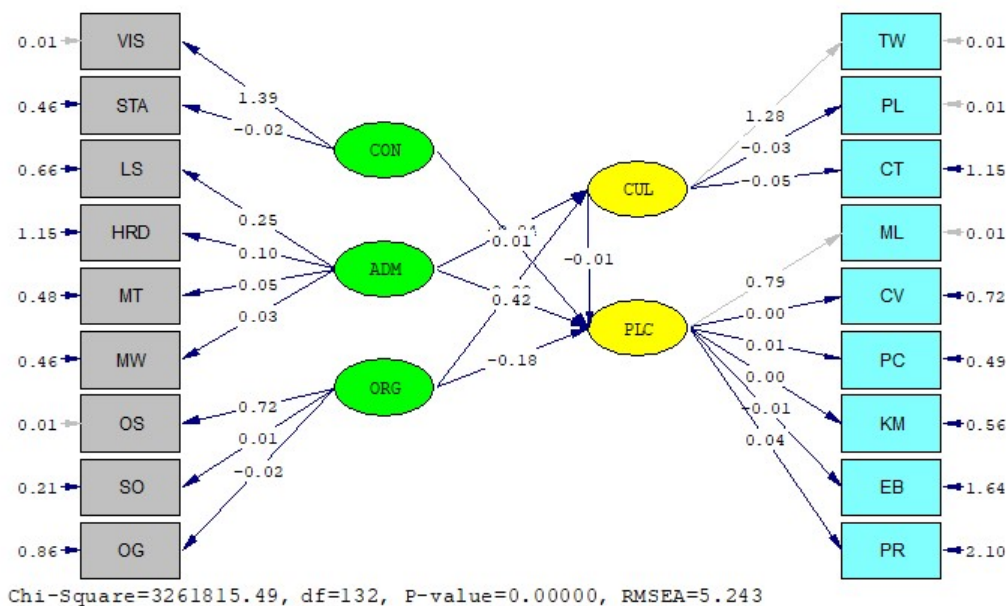 0.01 VIS
0.46 STA
0.66 LS
1.15 HRD
0.48 MT
0.46 MW
0.01 OS
0.21 SO
0.86 OG
1.39
-0.02
0.25
0.10
0.05
0.03
0.72
0.01
-0.02
CON
ADM
ORG
0.01
0.42
-0.18
-0.01
CUL
PLC
1.28
-0.03
-0.05
0.79
0.00
0.01
0.00
-0.01
0.04
TW 0.01
PL 0.01
CT 1.15
ML 0.01
CV 0.72
PC 0.49
KM 0.56
EB 1.64
PR 2.10
Chi-Square=3261815.49, df=132, P-value=0.00000, RMSEA=5.243